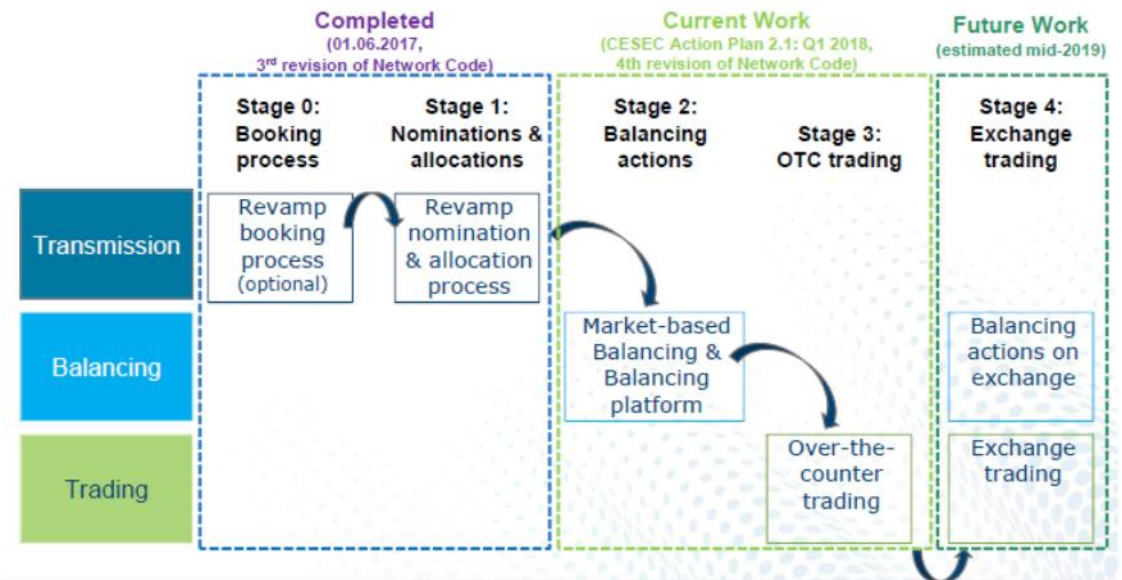 Completed
(01.06.2017,
3rd revision of Network Code)
Current Work
(CESEC Action Plan 2.1: Q1 2018,
4th revision of Network Code)
Future Work
(estimated mid-2019)
Stage 0:
Booking
process
Stage 1:
Nominations &
allocations
Stage 2:
Balancing
actions
Stage 3:
OTC trading
Stage 4:
Exchange
trading
Transmission
Revamp
booking
process
(optional)
Revamp
nomination
& allocation
process
Balancing
Market-based
Balancing &
Balancing
platform
Balancing
actions on
exchange
Trading
Over-the-
counter
trading
Exchange
trading